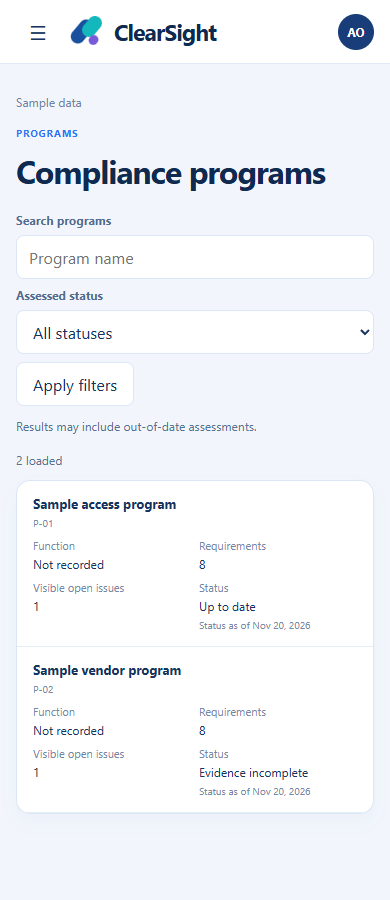 ☰ ClearSight AO
Sample data
PROGRAMS
Compliance programs
Search programs
Program name
Assessed status
All statuses
Apply filters
Results may include out-of-date assessments.
2 loaded
Sample access program
P-01
Function Requirements
Not recorded 8
Visible open issues Status
1 Up to date
Status as of Nov 20, 2026
Sample vendor program
P-02
Function Requirements
Not recorded 8
Visible open issues Status
1 Evidence incomplete
Status as of Nov 20, 2026